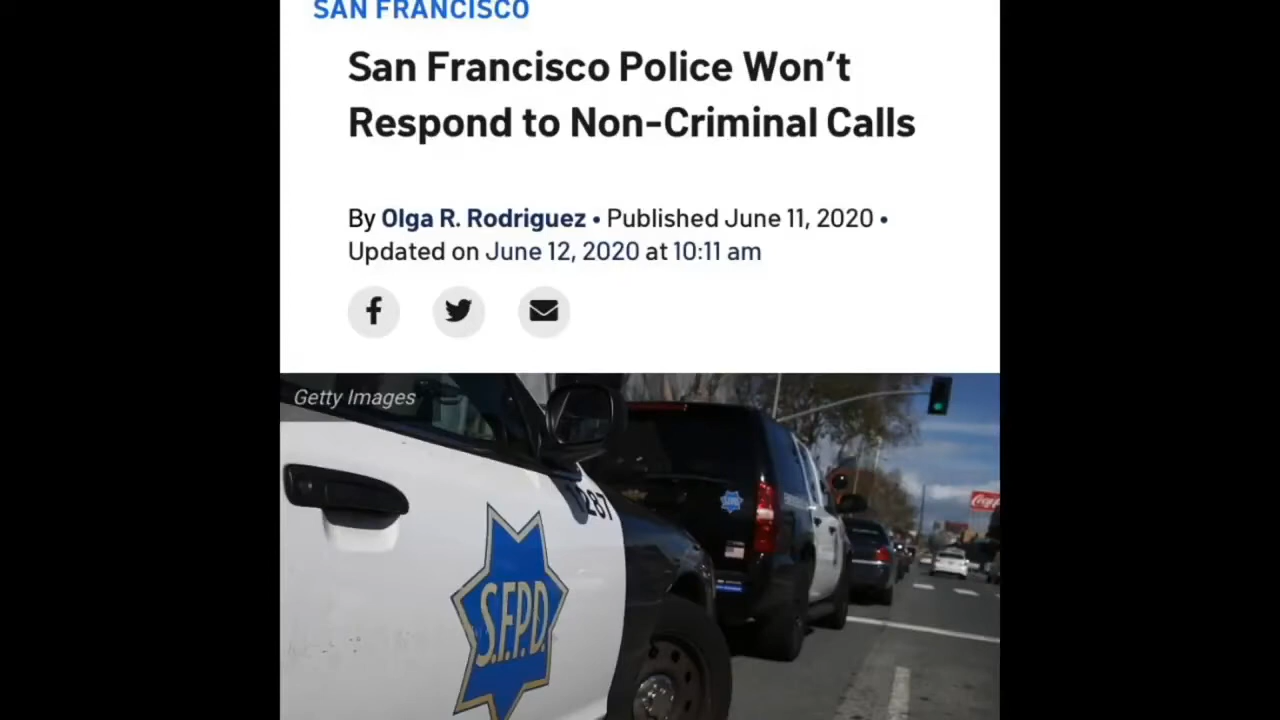 SAN FRANCISCO
San Francisco Police Won't
Respond to Non-Criminal Calls
By Olga R. Rodriguez • Published June 11, 2020 •
Updated on June 12, 2020 at 10:11 am
Getty Images
287
S.F.P.D.